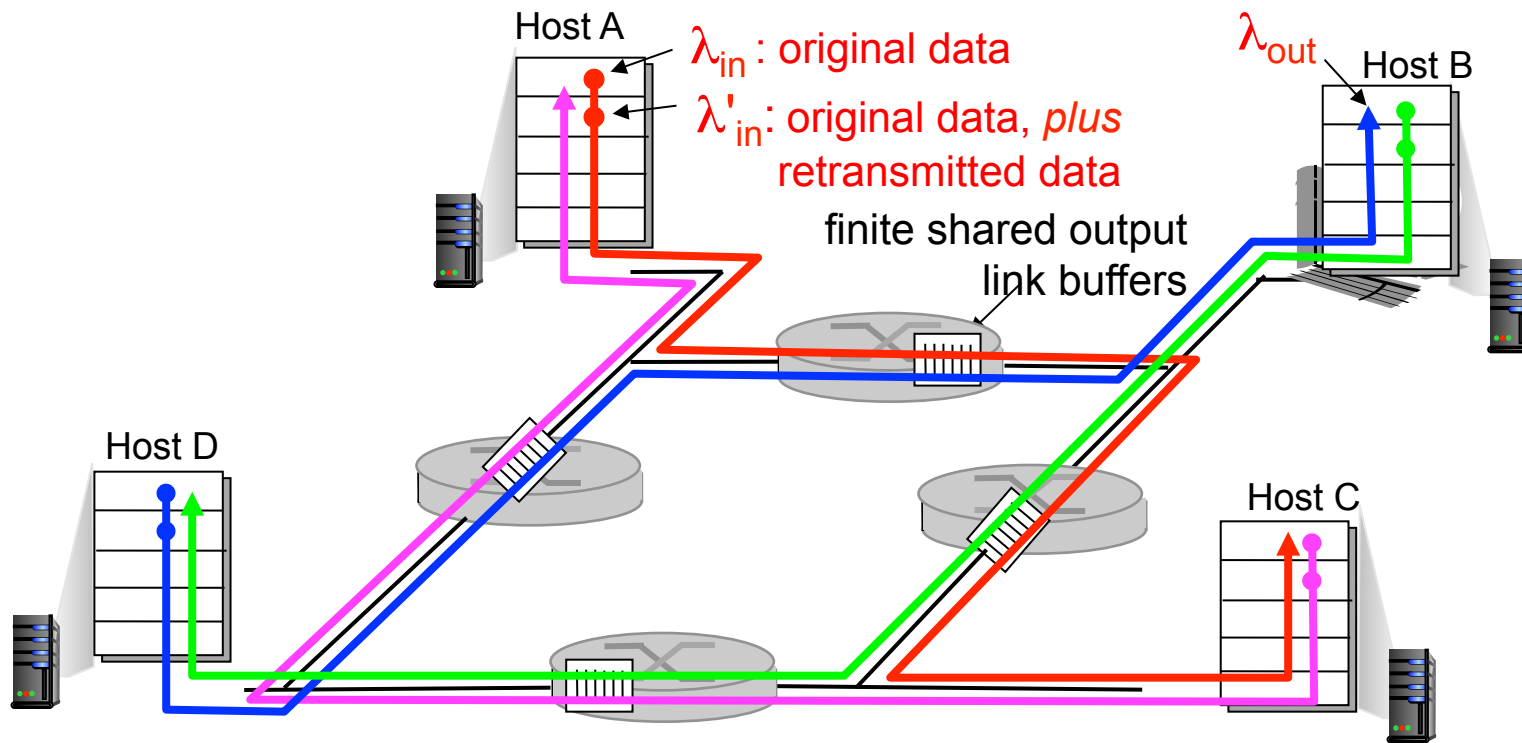 Host A
λin : original data
λ'in: original data, plus
retransmitted data
finite shared output
link buffers
λout
Host B
Host D
Host C